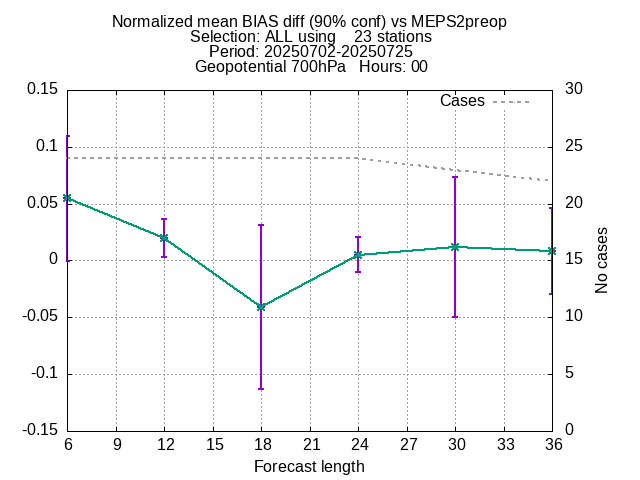 Normalized mean BIAS diff (90% conf) vs MEPS2preop
Selection: ALL using    23 stations
Period: 20250702-20250725
Geopotential 700hPa   Hours: 00
Cases
0.15
0.1
0.05
0
-0.05
-0.1
-0.15
30
25
20
15
10
5
0
No cases
6 9 12 15 18 21 24 27 30 33 36
Forecast length